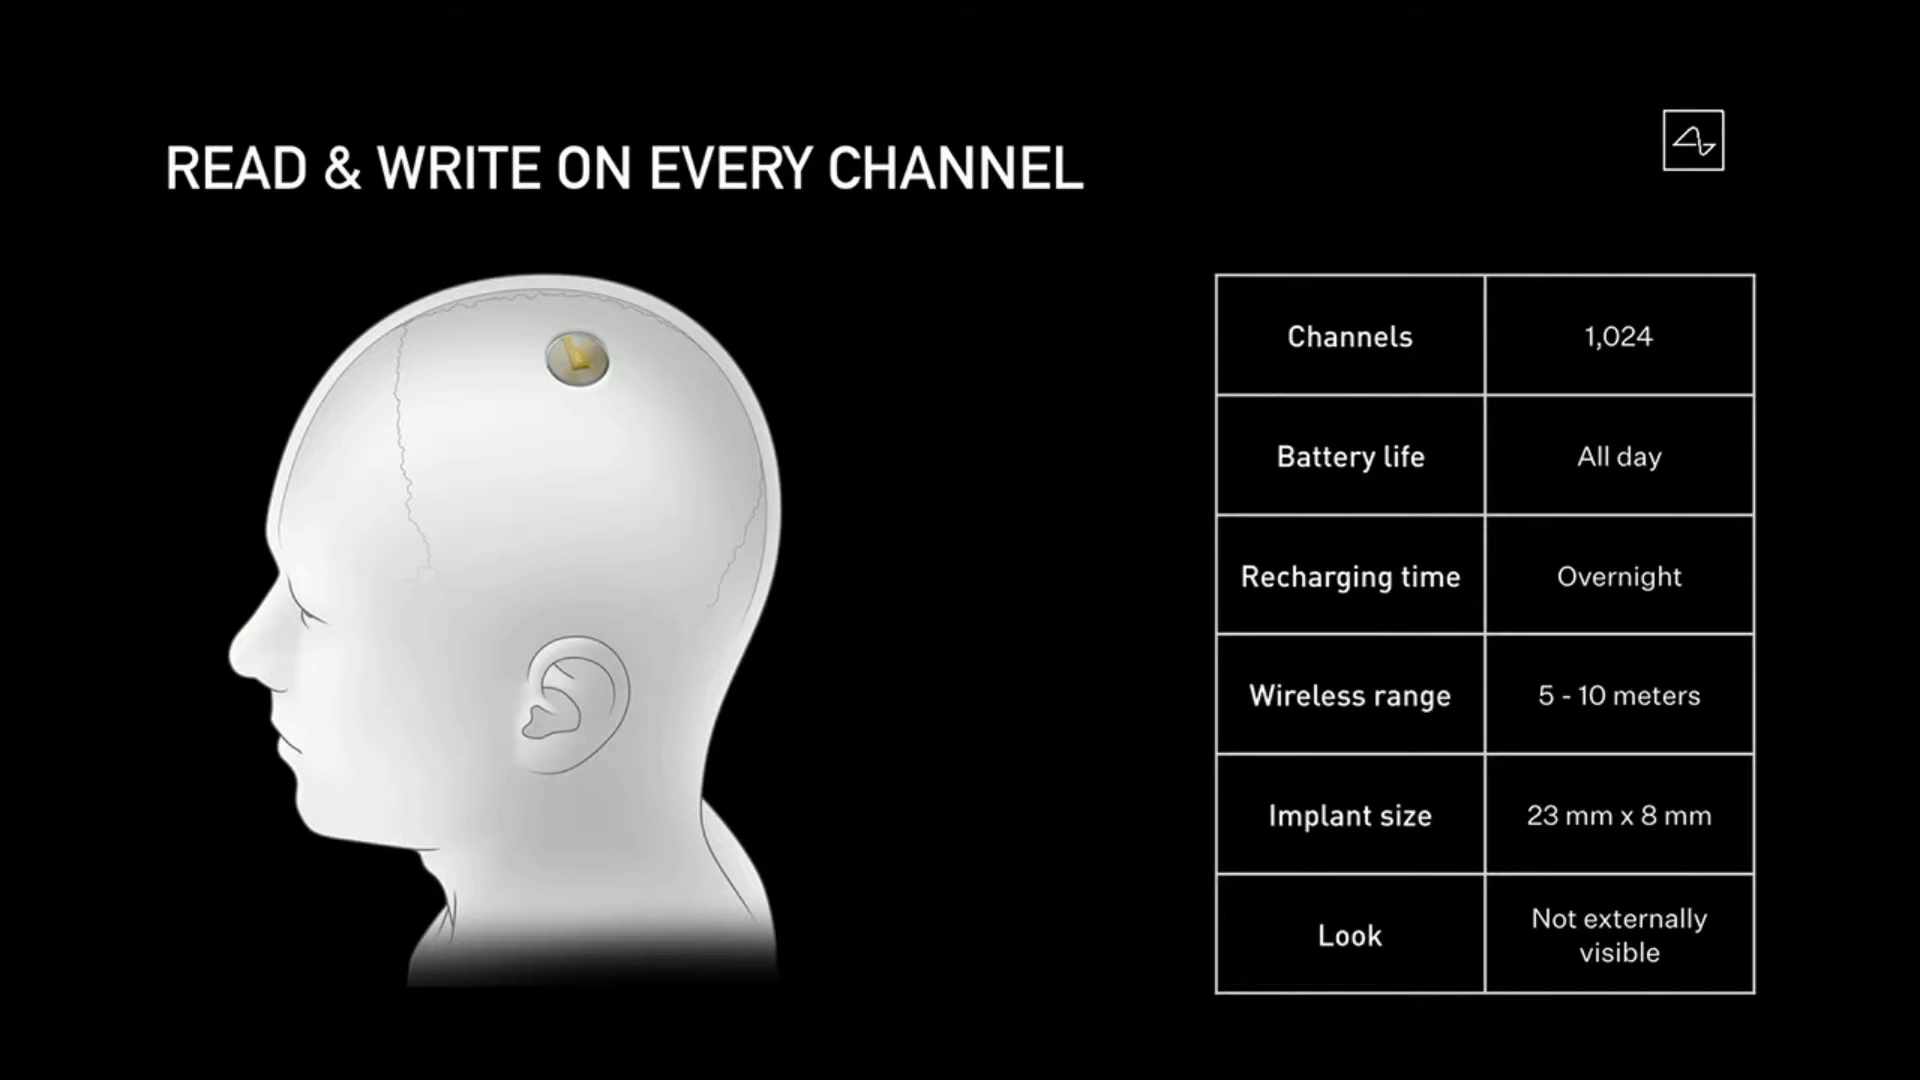 READ & WRITE ON EVERY CHANNEL
Channels
1,024
Battery life
All day
Recharging time
Overnight
Wireless range
5 - 10 meters
Implant size
23 mm x 8 mm
Look
Not externally
visible